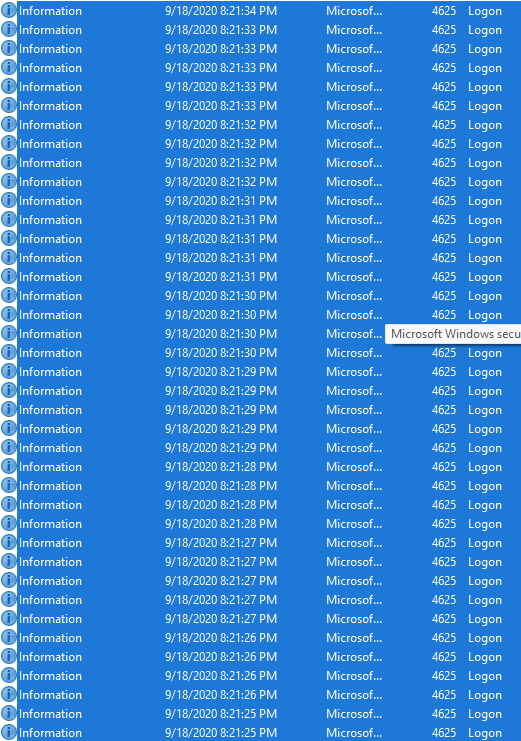 Information 9/18/2020 8:21:34 PM Microsof... 4625 Logon
Information 9/18/2020 8:21:33 PM Microsof... 4625 Logon
Information 9/18/2020 8:21:33 PM Microsof... 4625 Logon
Information 9/18/2020 8:21:33 PM Microsof... 4625 Logon
Information 9/18/2020 8:21:33 PM Microsof... 4625 Logon
Information 9/18/2020 8:21:33 PM Microsof... 4625 Logon
Information 9/18/2020 8:21:32 PM Microsof... 4625 Logon
Information 9/18/2020 8:21:32 PM Microsof... 4625 Logon
Information 9/18/2020 8:21:32 PM Microsof... 4625 Logon
Information 9/18/2020 8:21:32 PM Microsof... 4625 Logon
Information 9/18/2020 8:21:31 PM Microsof... 4625 Logon
Information 9/18/2020 8:21:31 PM Microsof... 4625 Logon
Information 9/18/2020 8:21:31 PM Microsof... 4625 Logon
Information 9/18/2020 8:21:31 PM Microsof... 4625 Logon
Information 9/18/2020 8:21:31 PM Microsof... 4625 Logon
Information 9/18/2020 8:21:30 PM Microsof... 4625 Logon
Information 9/18/2020 8:21:30 PM Microsof... 4625 Logon
Information 9/18/2020 8:21:30 PM Microsof... Microsoft Windows secu
Information 9/18/2020 8:21:30 PM Microsof... 4625 Logon
Information 9/18/2020 8:21:29 PM Microsof... 4625 Logon
Information 9/18/2020 8:21:29 PM Microsof... 4625 Logon
Information 9/18/2020 8:21:29 PM Microsof... 4625 Logon
Information 9/18/2020 8:21:29 PM Microsof... 4625 Logon
Information 9/18/2020 8:21:29 PM Microsof... 4625 Logon
Information 9/18/2020 8:21:28 PM Microsof... 4625 Logon
Information 9/18/2020 8:21:28 PM Microsof... 4625 Logon
Information 9/18/2020 8:21:28 PM Microsof... 4625 Logon
Information 9/18/2020 8:21:28 PM Microsof... 4625 Logon
Information 9/18/2020 8:21:27 PM Microsof... 4625 Logon
Information 9/18/2020 8:21:27 PM Microsof... 4625 Logon
Information 9/18/2020 8:21:27 PM Microsof... 4625 Logon
Information 9/18/2020 8:21:27 PM Microsof... 4625 Logon
Information 9/18/2020 8:21:27 PM Microsof... 4625 Logon
Information 9/18/2020 8:21:26 PM Microsof... 4625 Logon
Information 9/18/2020 8:21:26 PM Microsof... 4625 Logon
Information 9/18/2020 8:21:26 PM Microsof... 4625 Logon
Information 9/18/2020 8:21:26 PM Microsof... 4625 Logon
Information 9/18/2020 8:21:25 PM Microsof... 4625 Logon
Information 9/18/2020 8:21:25 PM Microsof... 4625 Logon